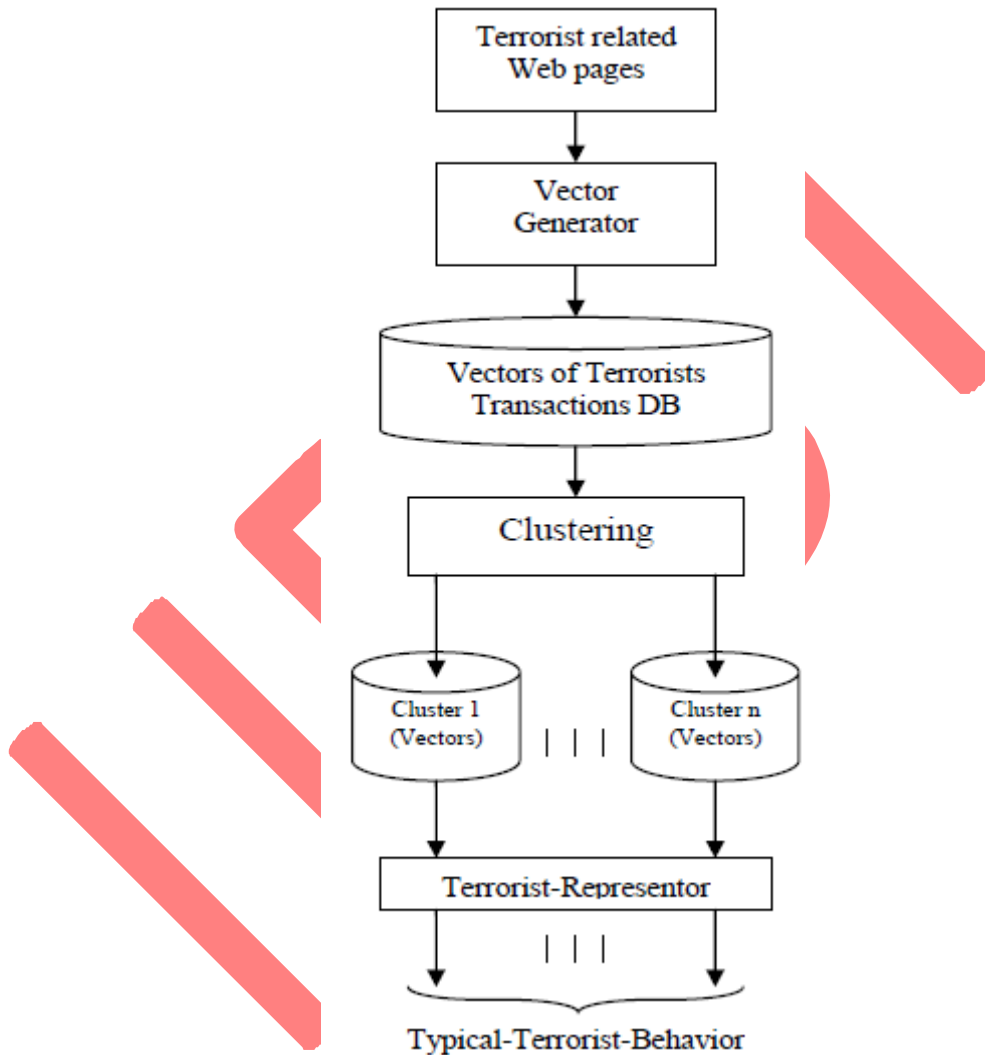 Terrorist related
Web pages
Vector
Generator
Vectors of Terrorists
Transactions DB
Clustering
Cluster 1
(Vectors)
| | |
Cluster n
(Vectors)
Terrorist-Representor
| | |
Typical-Terrorist-Behavior